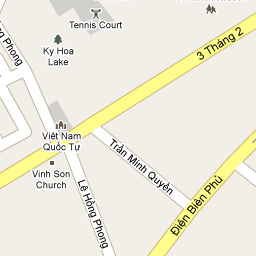 Tennis Court
Ky Hoa
Lake
Phong
3 Tháng 2
Việt Nam
Quốc Tự
Vinh Son
Church
Trần Minh Quyền
Lê Hồng Phong
Điện Biên Phủ